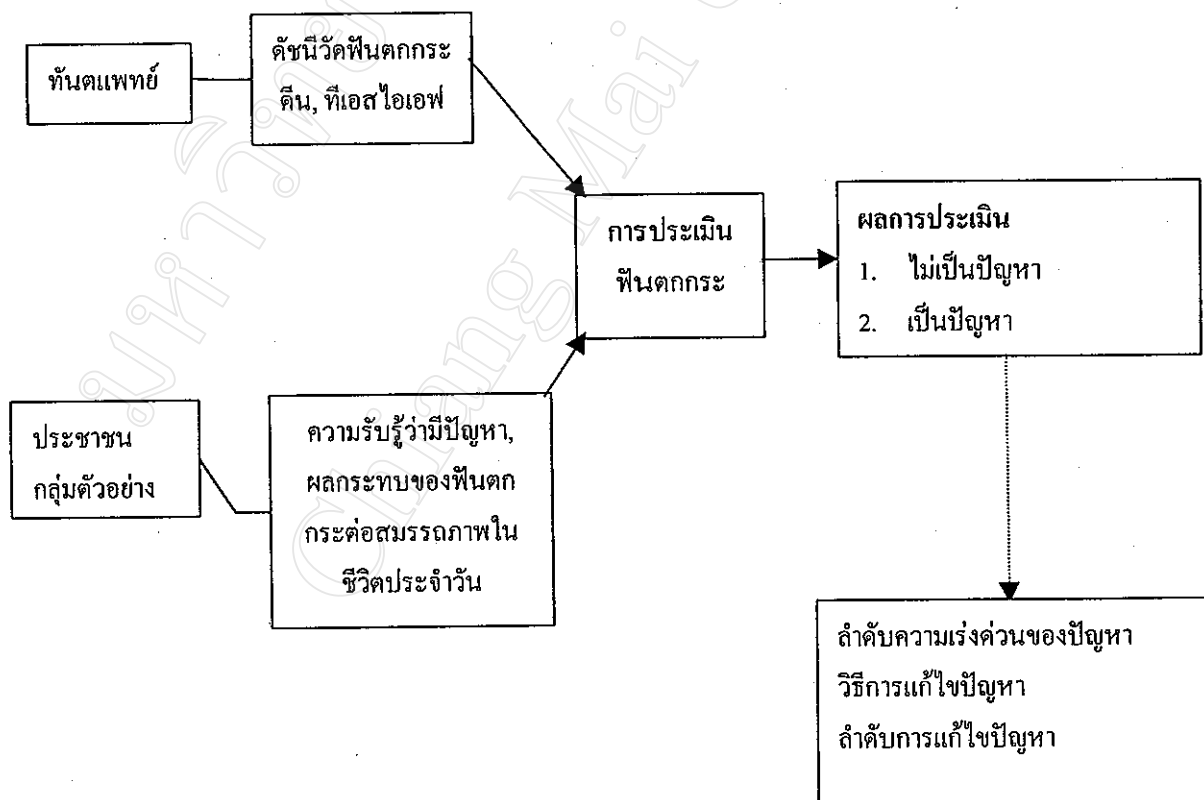 ทันตแพทย์
ดัชนีวัดฟันตกกระ
ดีน, ทีเอสไอเอฟ
การประเมิน
ฟันตกกระ
ผลการประเมิน
1. ไม่เป็นปัญหา
2. เป็นปัญหา
ประชาชน
กลุ่มตัวอย่าง
ความรับรู้ว่ามีปัญหา,
ผลกระทบของฟันตก
กระต่อสมรรถภาพใน
ชีวิตประจำวัน
ลำดับความเร่งด่วนของปัญหา
วิธีการแก้ไขปัญหา
ลำดับการแก้ไขปัญหา
Chiang Mai